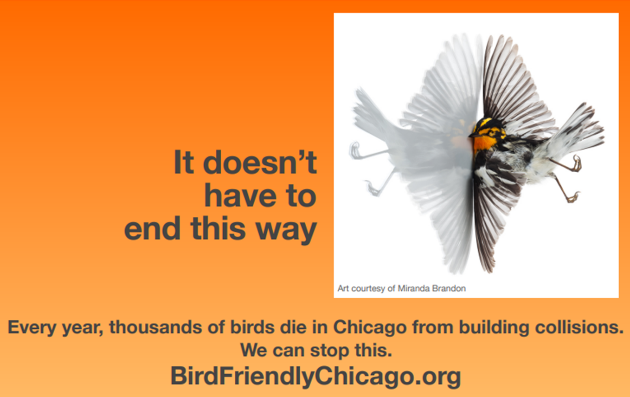 It doesn't
have to
end this way
Art courtesy of Miranda Brandon
Every year, thousands of birds die in Chicago from building collisions.
We can stop this.
BirdFriendlyChicago.org